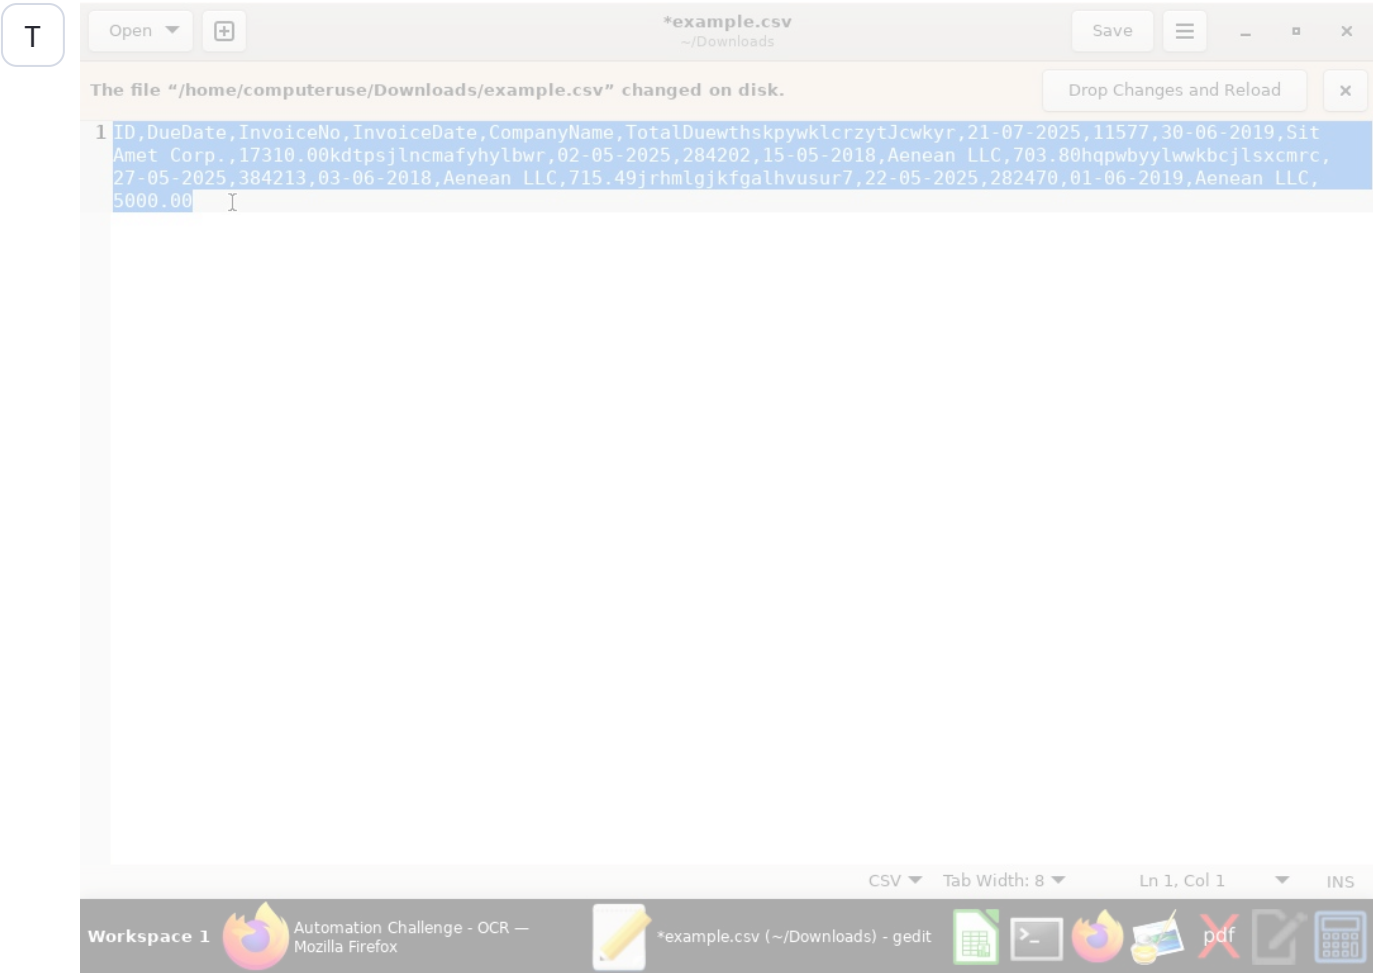 T
Open
*example.csv
~/Downloads
Save
The file “/home/computeruse/Downloads/example.csv” changed on disk.
Drop Changes and Reload
1
ID,DueDate,InvoiceNo,InvoiceDate,CompanyName,TotalDuewthskpywklcrzytJcwkyr,21-07-2025,11577,30-06-2019,Sit
Amet Corp.,17310.00kdtpsjlncmafyhylbwr,02-05-2025,284202,15-05-2018,Aenean LLC,703.80hqpwbyylwwkbcjlsxcmrc,
27-05-2025,384213,03-06-2018,Aenean LLC,715.49jrhmlgjkfgalhvusur7,22-05-2025,282470,01-06-2019,Aenean LLC,
5000.00
CSV
Tab Width: 8
Ln 1, Col 1
INS
Workspace 1
Automation Challenge - OCR —
Mozilla Firefox
*example.csv (~/Downloads) - gedit
pdf